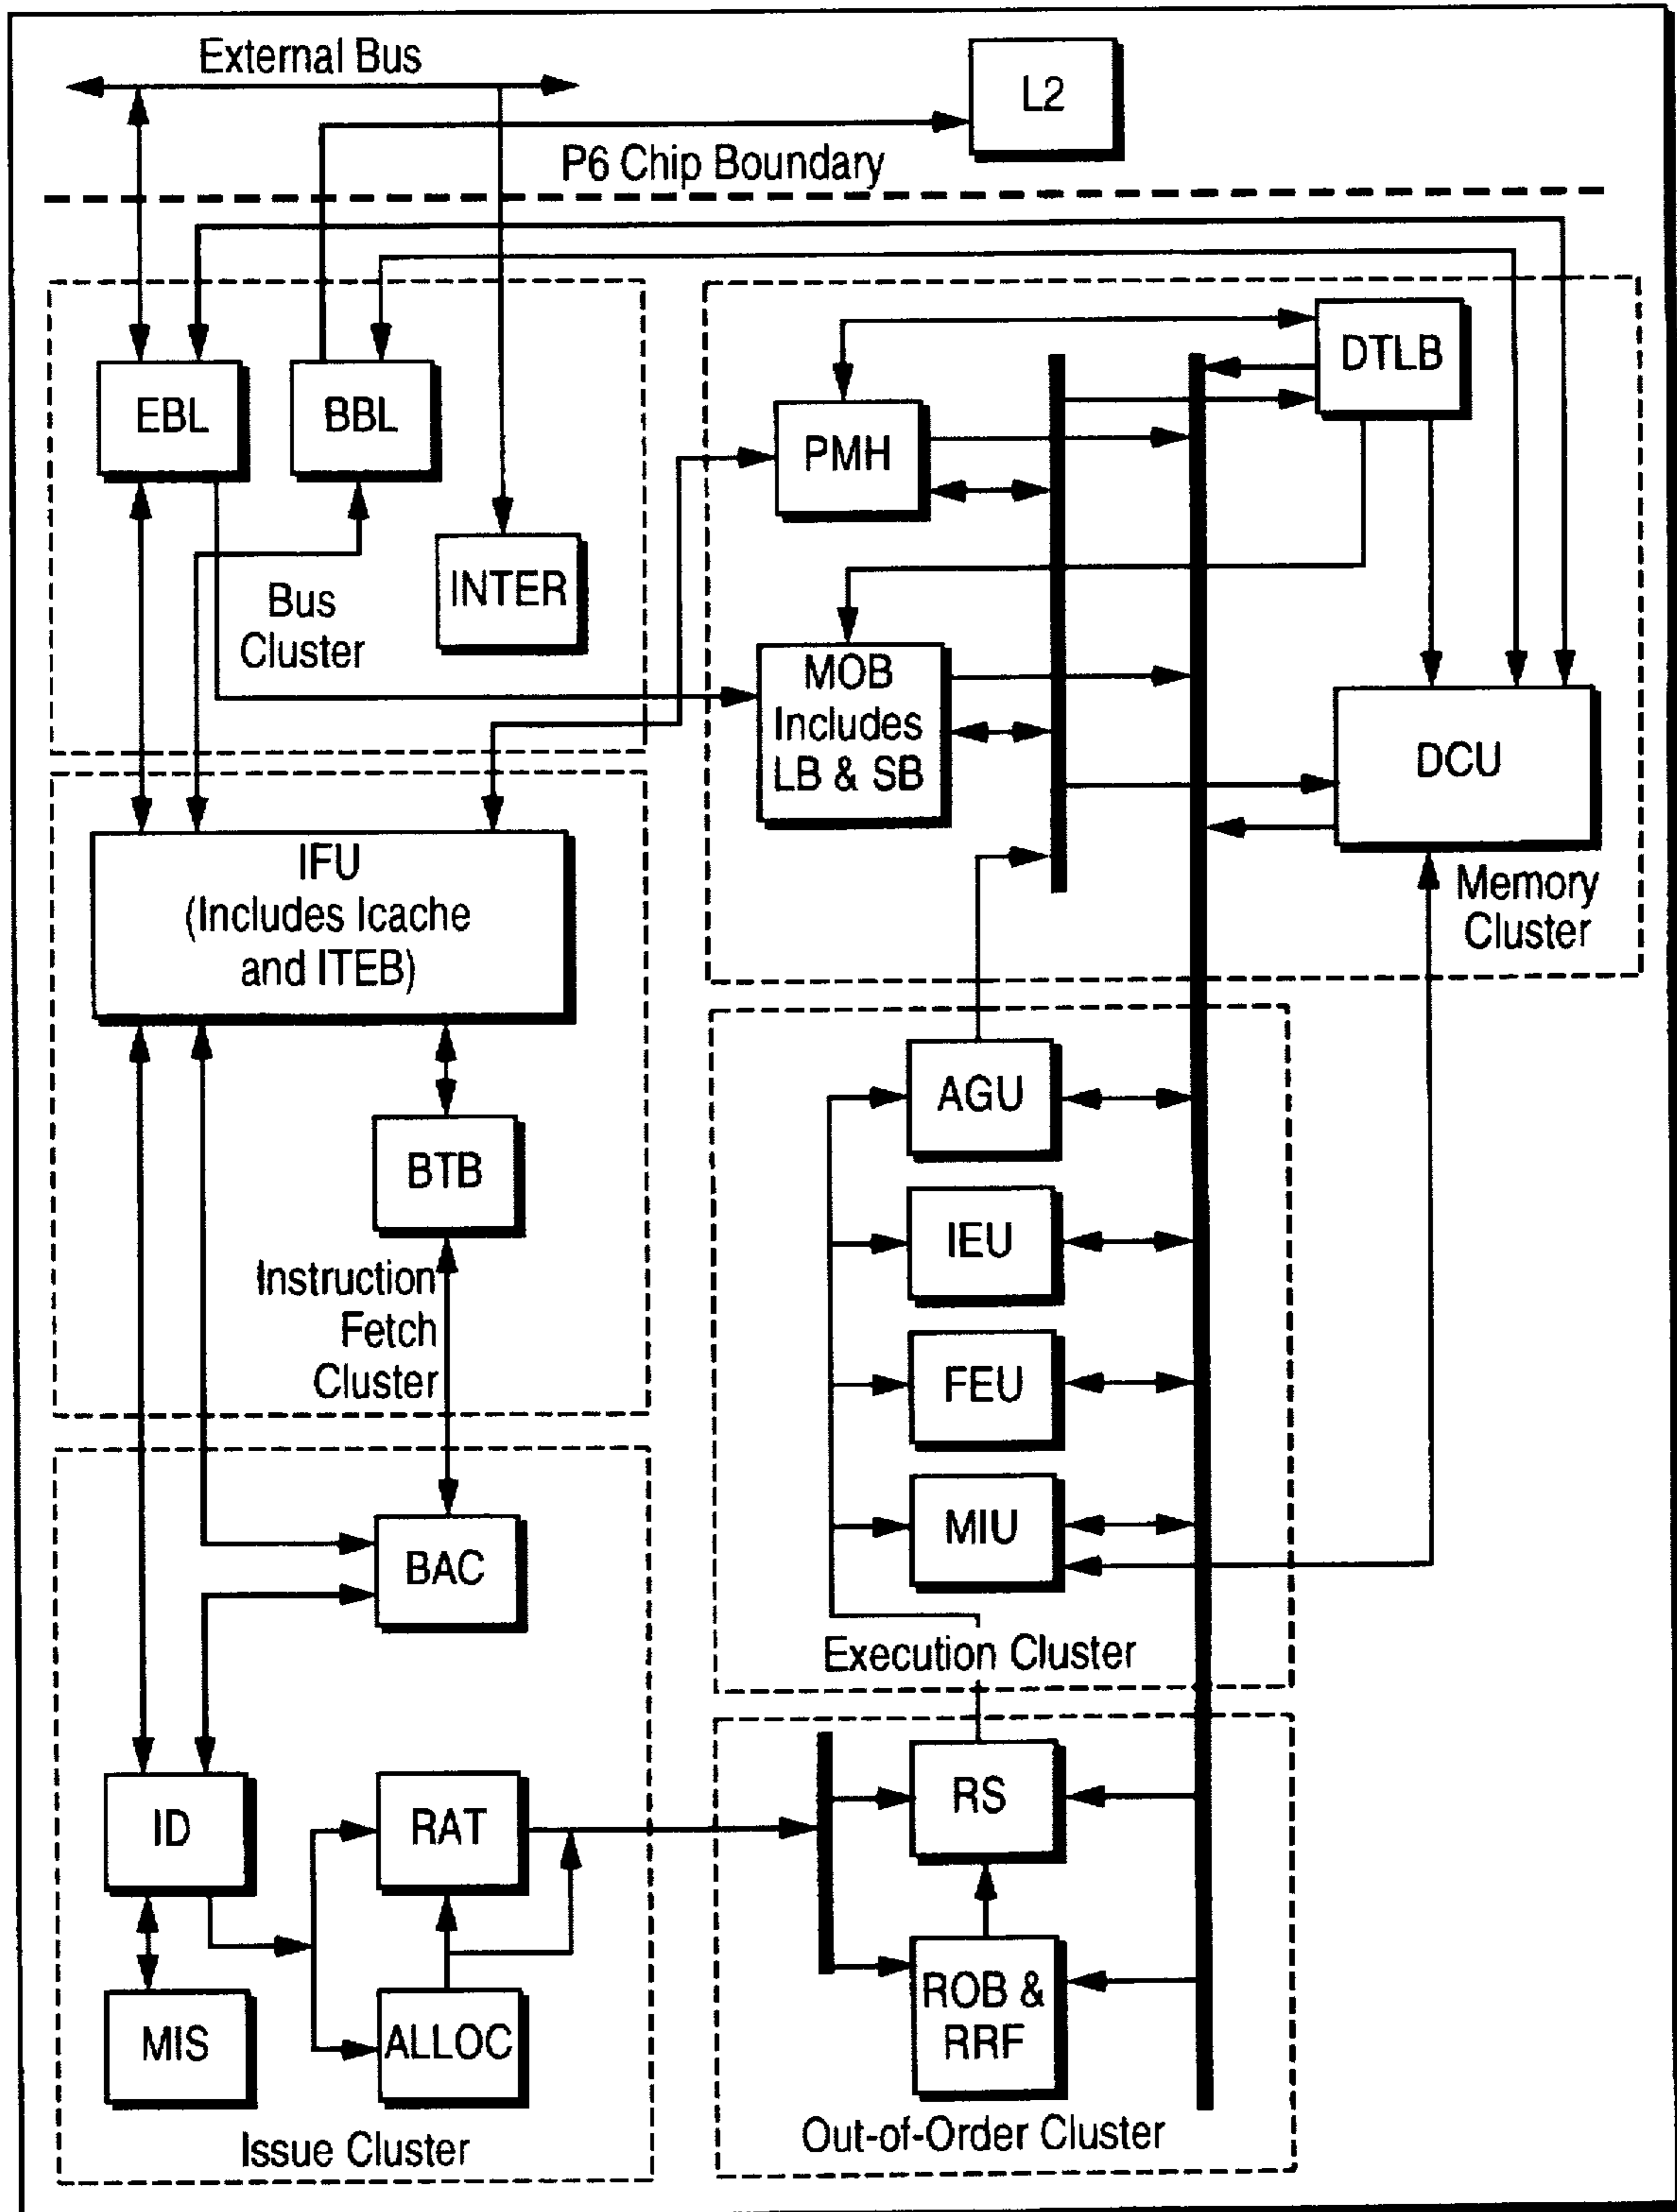 External Bus
L2
P6 Chip Boundary
EBL
BBL
INTER
Bus
Cluster
DTLB
PMH
MOB
Includes
LB & SB
DCU
Memory
Cluster
IFU
(Includes Icache
and ITEB)
BTB
Instruction
Fetch
Cluster
AGU
IEU
FEU
MIU
Execution Cluster
BAC
ID
RAT
MIS
ALLOC
Issue Cluster
RS
ROB &
RRF
Out-of-Order Cluster